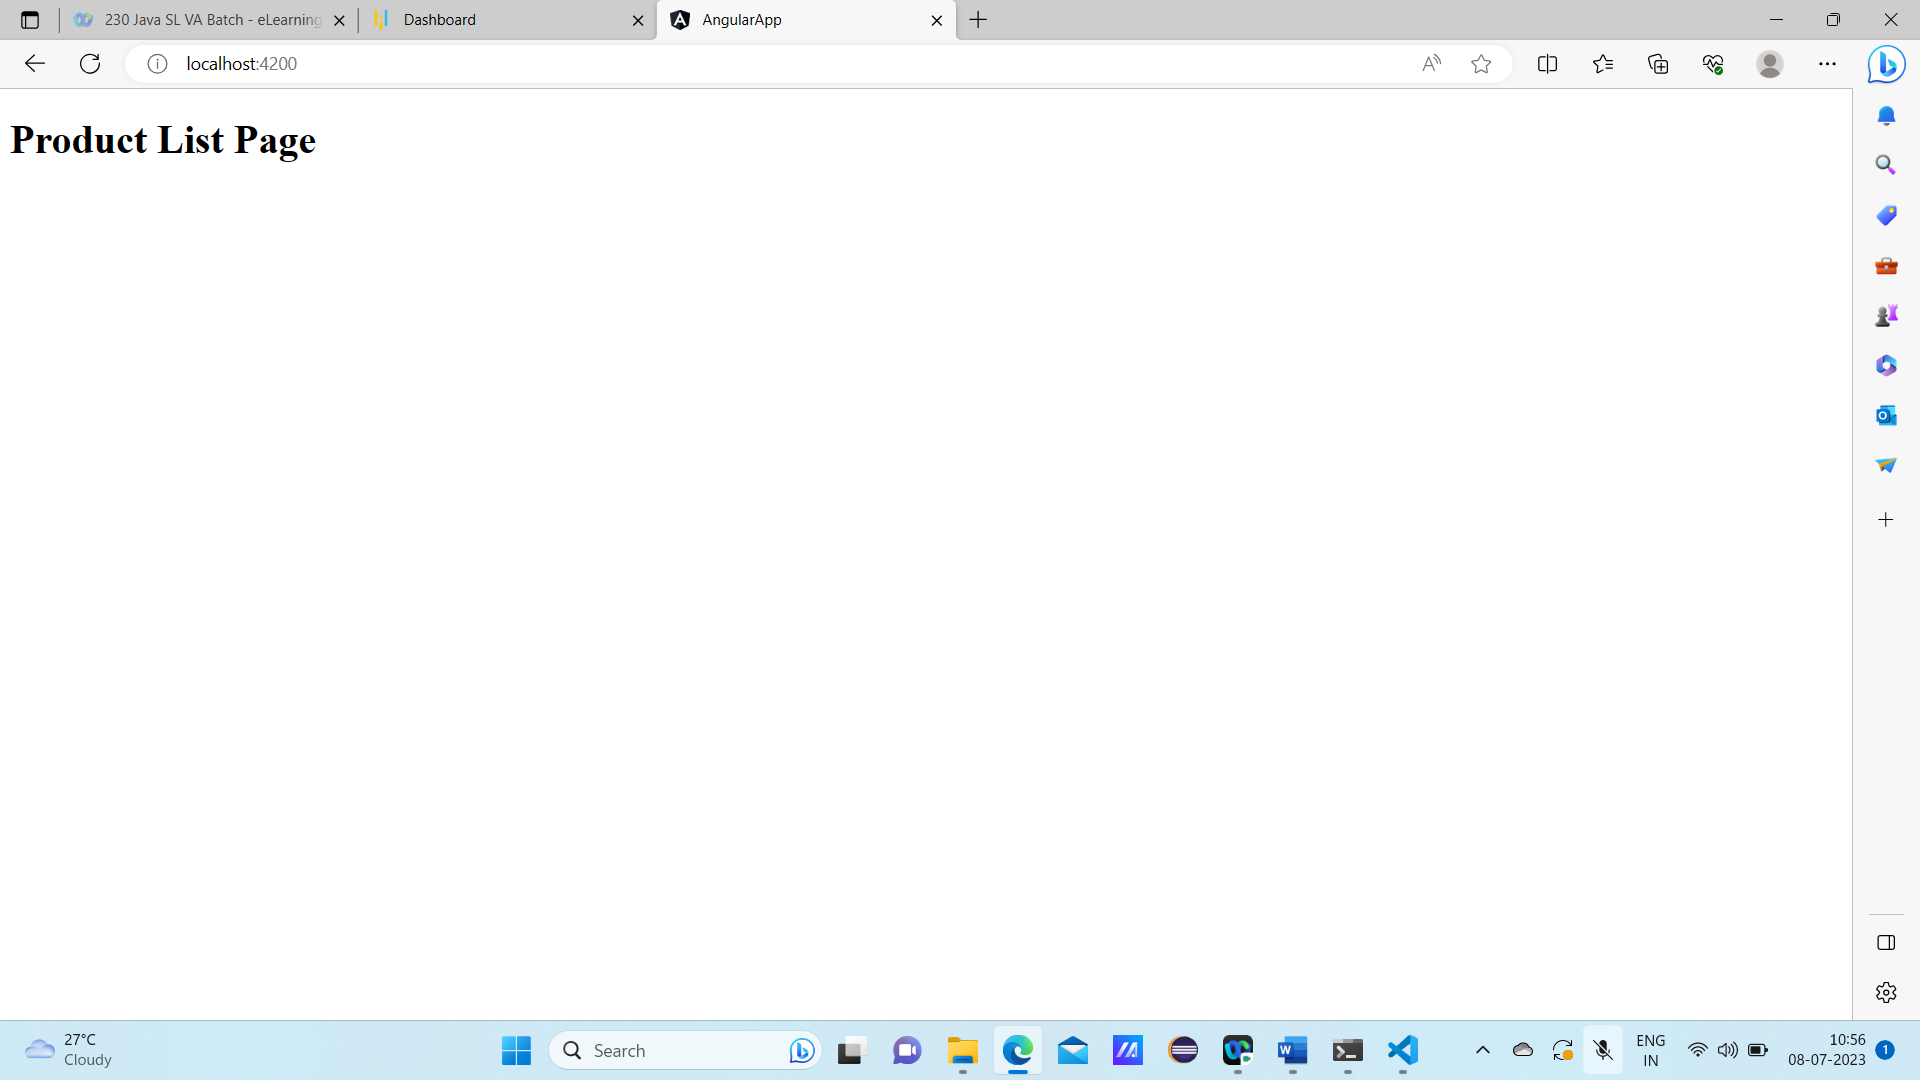 230 Java SL VA Batch - eLearning
Dashboard
AngularApp
localhost:4200
Product List Page
27°C
Cloudy
Search
ENG
IN
10:56
08-07-2023
1